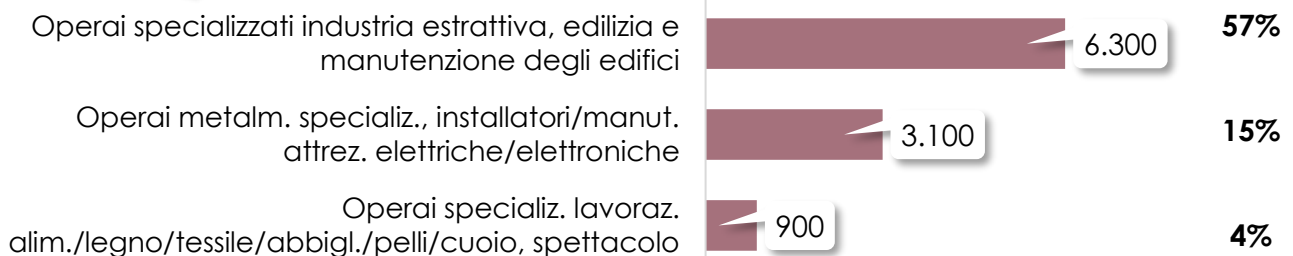 Operai specializzati industria estrattiva, edilizia e
manutenzione degli edifici
6.300
57%
Operai metalm. specializ., installatori/manut.
attrez. elettriche/elettroniche
3.100
15%
Operai specializ. lavoraz.
alim./legno/tessile/abbigl./pelli/cuoio, spettacolo
900
4%